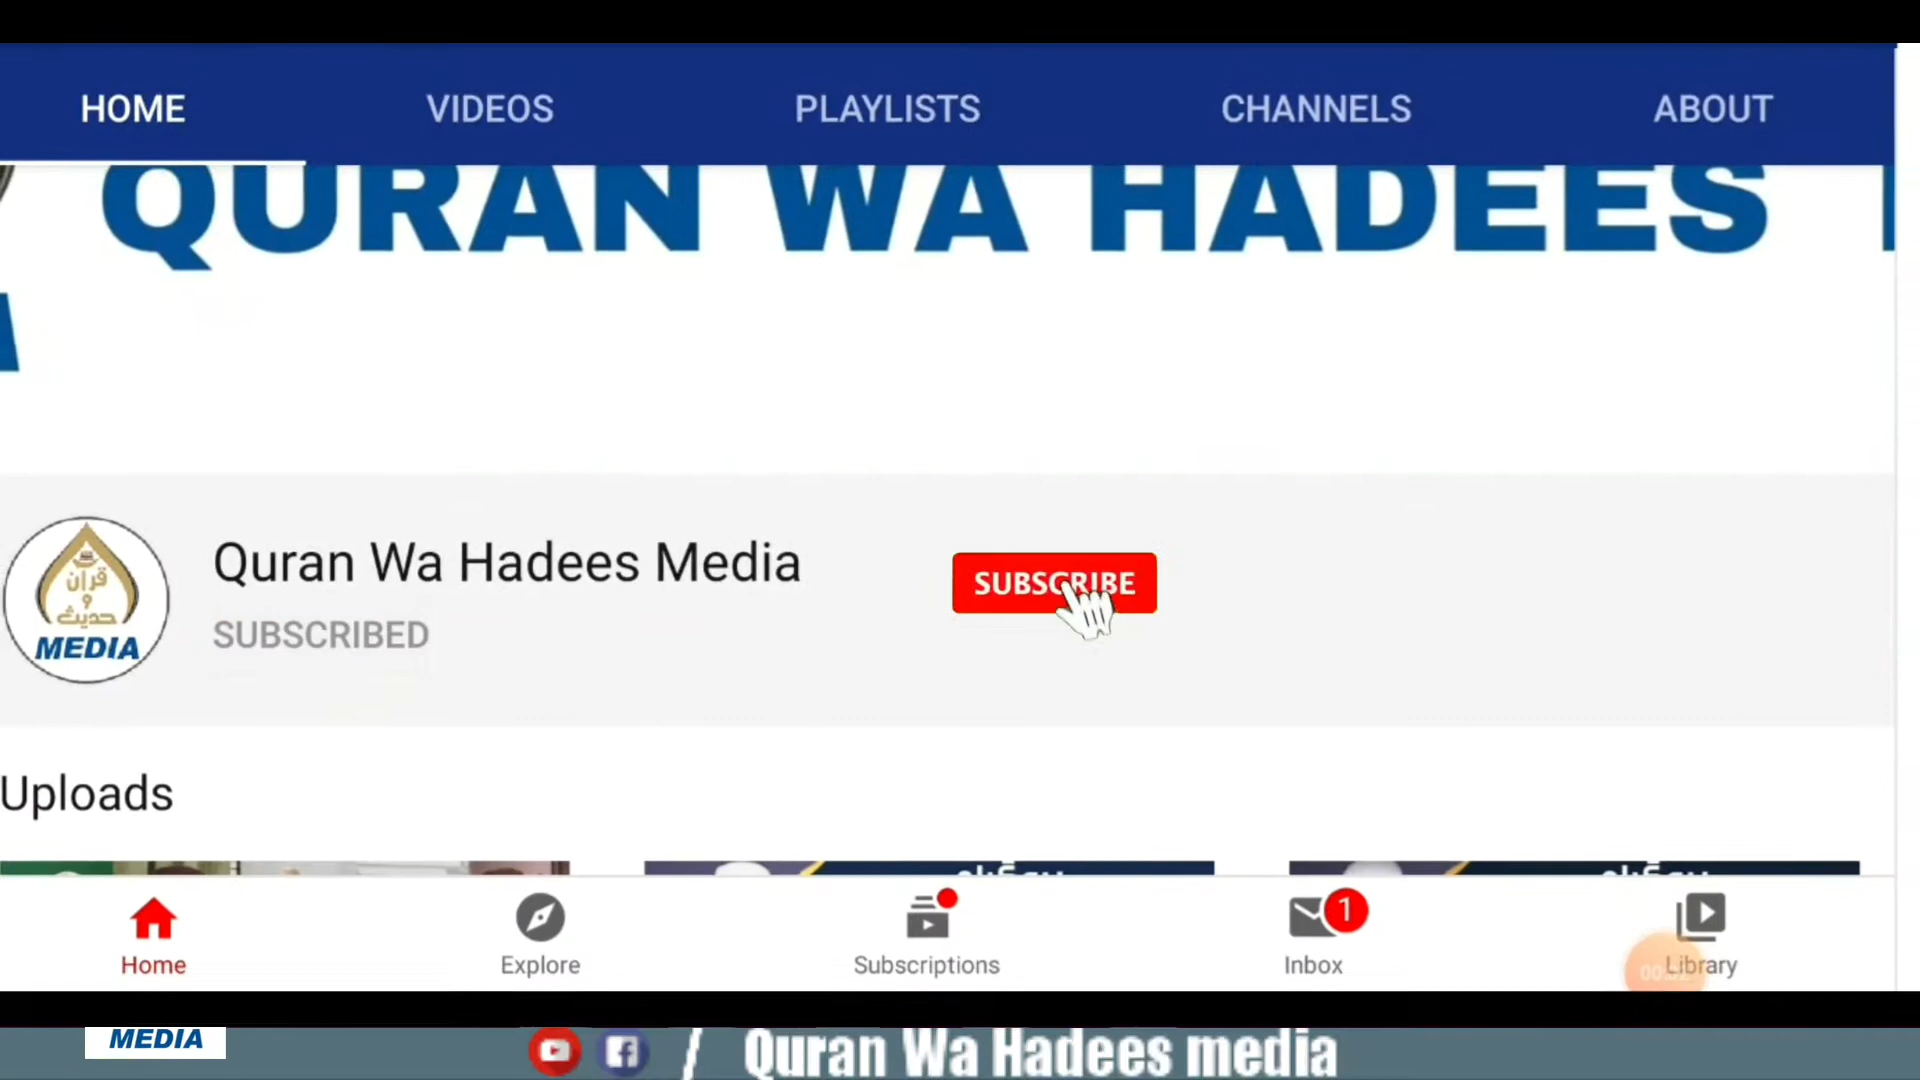 HOME VIDEOS PLAYLISTS CHANNELS ABOUT
QURAN WA HADEES
قرآن
و
حدیث
MEDIA
Quran Wa Hadees Media
SUBSCRIBED
SUBSCRIBE
Uploads
1
Home Explore Subscriptions Inbox Library
MEDIA
/ Quran Wa Hadees media